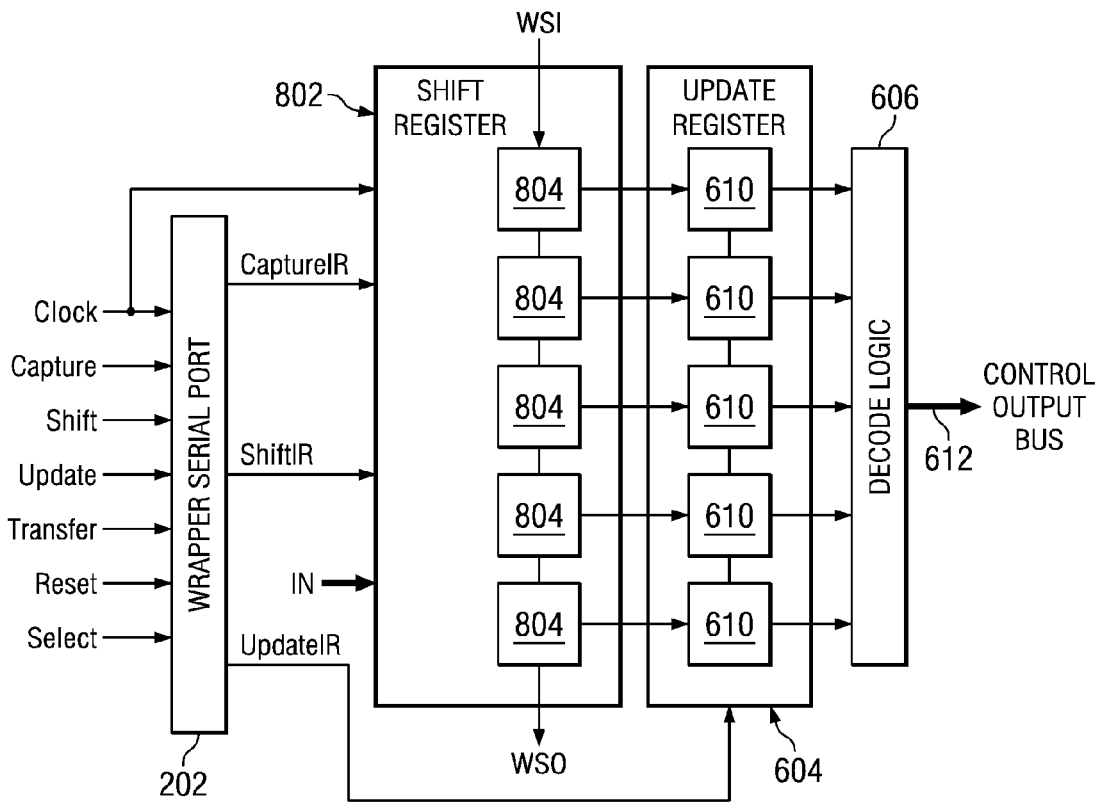 WSI
802
SHIFT
REGISTER
UPDATE
REGISTER
606
804
610
804
610
804
610
804
610
804
610
CaptureIR
ShiftIR
IN
UpdateIR
Clock
Capture
Shift
Update
Transfer
Reset
Select
WRAPPER SERIAL PORT
DECODE LOGIC
CONTROL
OUTPUT
BUS
612
202
WSO
604